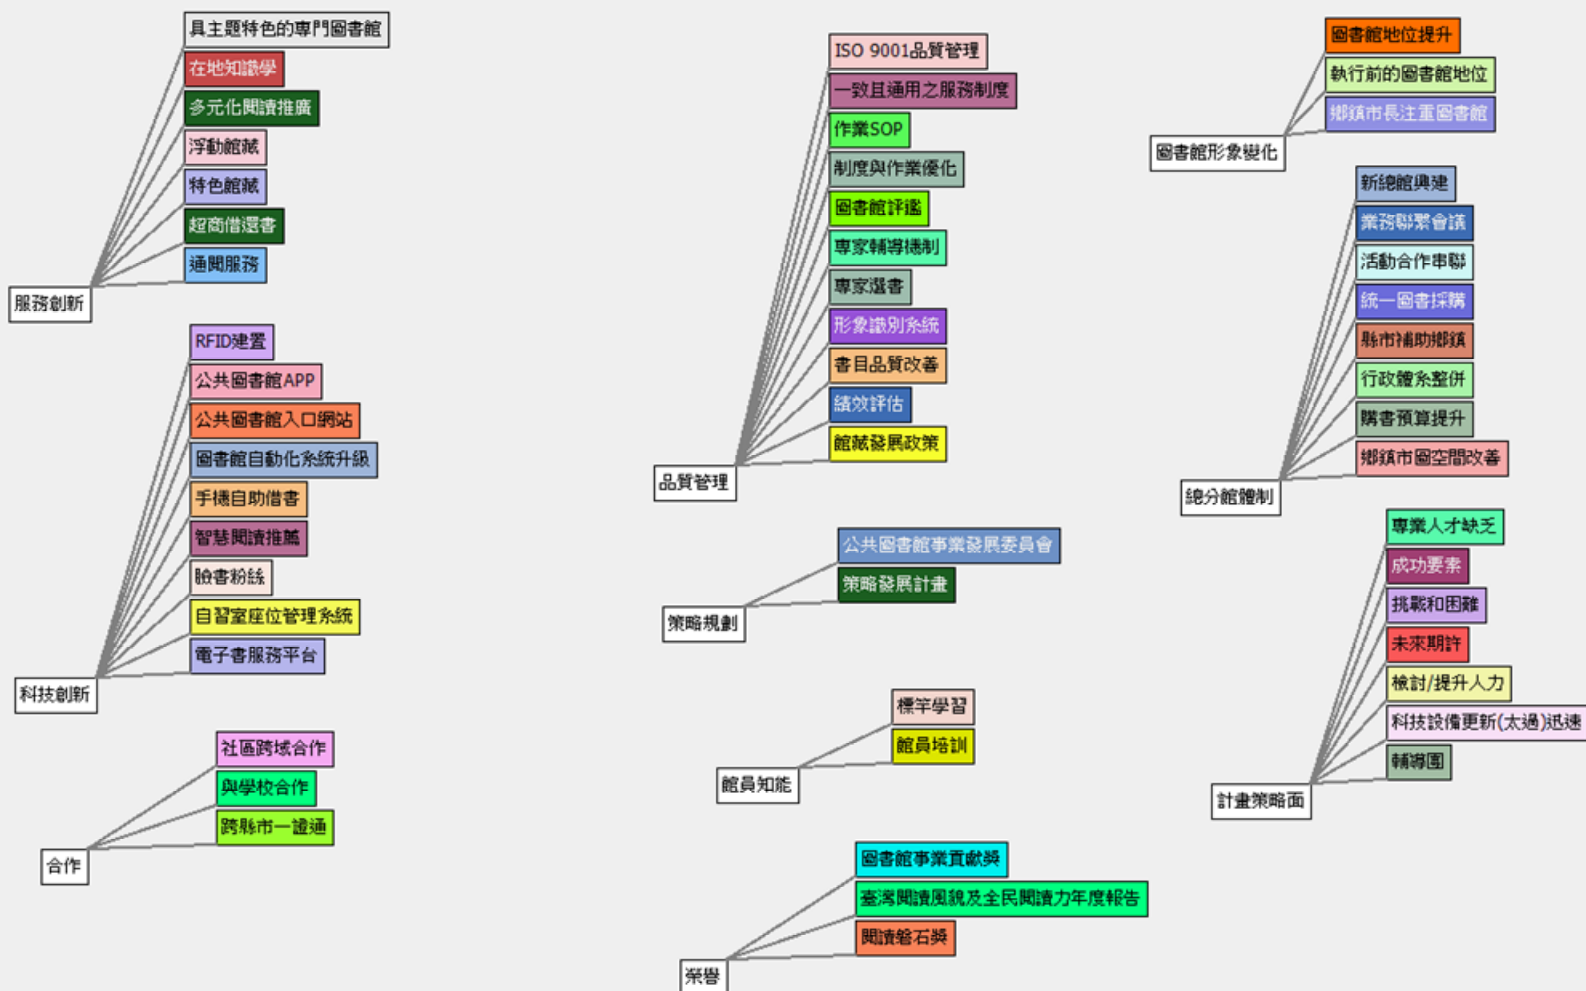 具主題特色的專門圖書館
在地知識學
多元化閱讀推廣
浮動館藏
特色館藏
超商借還書
通閱服務
服務創新
RFID建置
公共圖書館APP
公共圖書館入口網站
圖書館自動化系統升級
手機自助借書
智慧閱讀推薦
臉書粉絲
自習室座位管理系統
電子書服務平台
科技創新
社區跨域合作
與學校合作
跨縣市一證通
合作
ISO 9001品質管理
一致且通用之服務制度
作業SOP
制度與作業優化
圖書館評鑑
專家輔導機制
專家選書
形象識別系統
書目品質改善
績效評估
館藏發展政策
品質管理
公共圖書館事業發展委員會
策略發展計畫
策略規劃
標竿學習
館員培訓
館員知能
圖書館事業貢獻獎
臺灣閱讀風貌及全民閱讀力年度報告
閱讀磐石獎
榮譽
圖書館地位提升
執行前的圖書館地位
鄉鎮市長注重圖書館
圖書館形象變化
新總館興建
業務聯繫會議
活動合作串聯
統一圖書採購
縣市補助鄉鎮
行政體系整併
購書預算提升
鄉鎮市圖空間改善
總分館體制
專業人才缺乏
成功要素
挑戰和困難
未來期許
檢討/提升人力
科技設備更新(太過)迅速
輔導團
計畫策略面